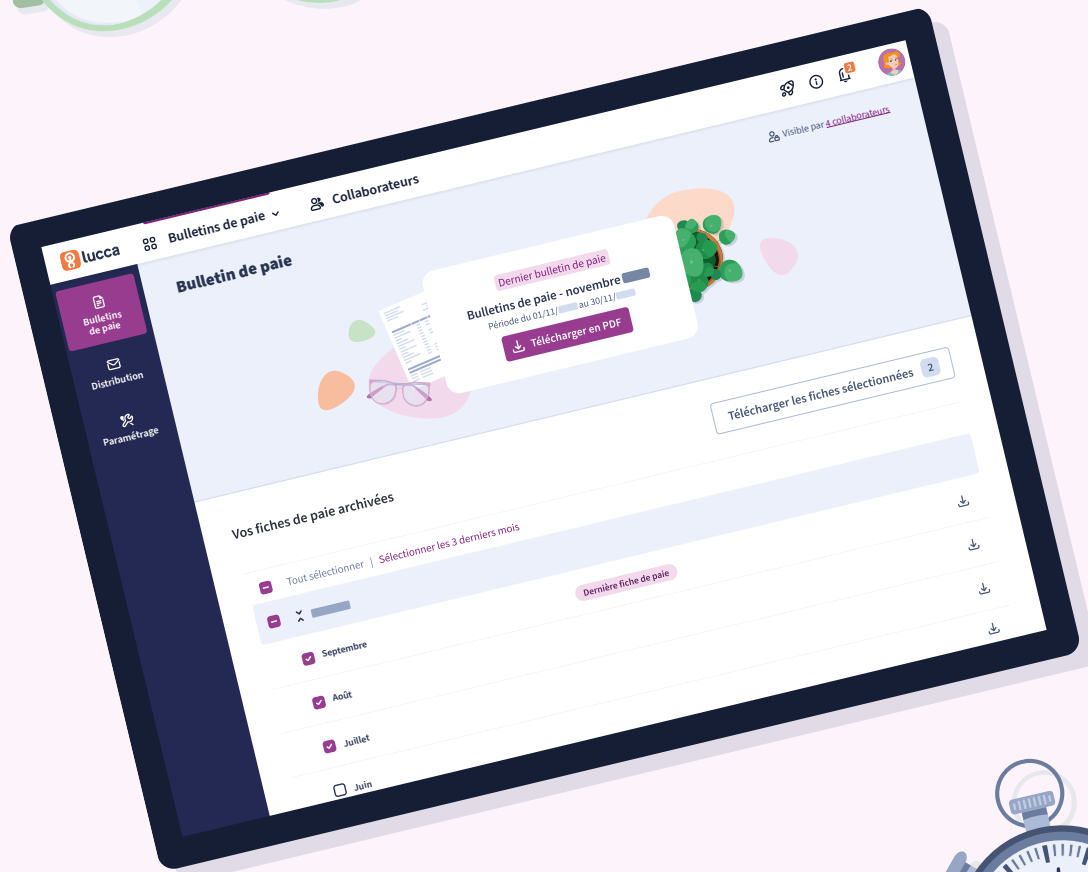 lucca
Bulletins de paie
Collaborateurs
2
Visible par 4 collaborateurs
Bulletins
de paie
Distribution
Paramétrage
Bulletin de paie
Dernier bulletin de paie
Bulletins de paie - novembre
Période du 01/11/ au 30/11/
Télécharger en PDF
Télécharger les fiches sélectionnées 2
Vos fiches de paie archivées
Tout sélectionner | Sélectionner les 3 derniers mois
Septembre
Dernière fiche de paie
Août
Juillet
Juin